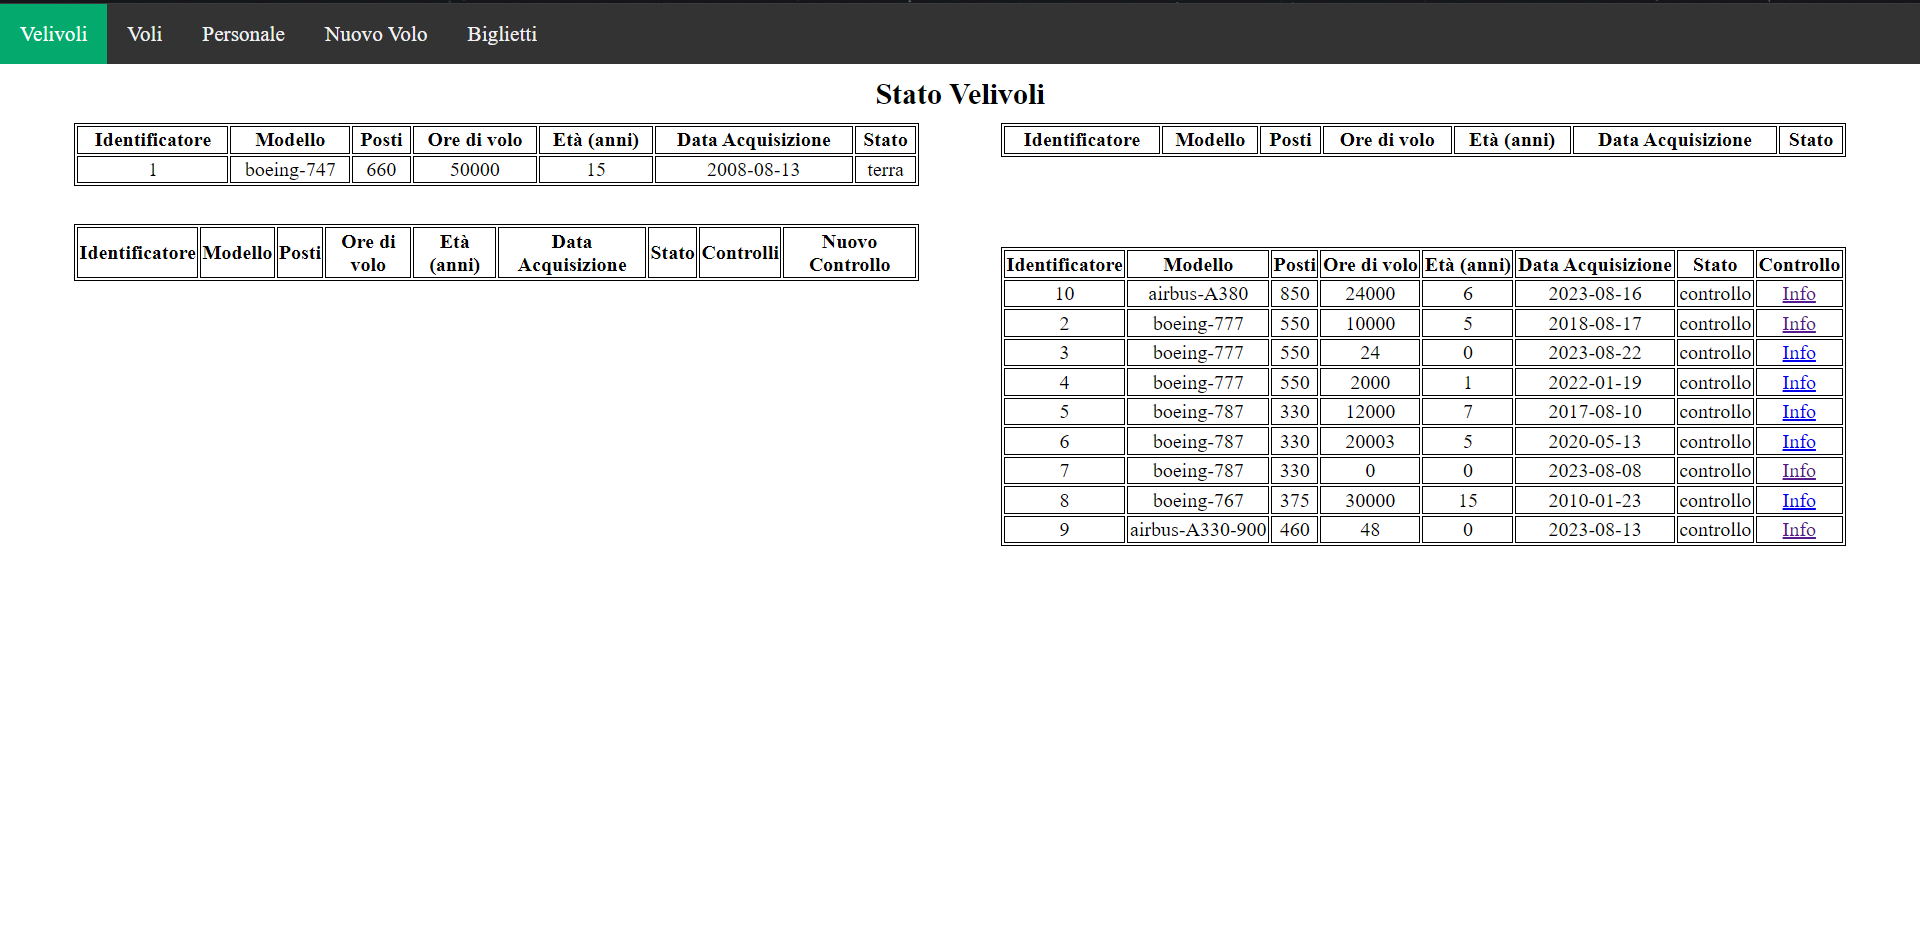 Velivoli Voli Personale Nuovo Volo Biglietti
Stato Velivoli
Identificatore Modello Posti Ore di volo Età (anni) Data Acquisizione Stato
1 boeing-747 660 50000 15 2008-08-13 terra
Identificatore Modello Posti Ore di volo Età (anni) Data Acquisizione Stato
Identificatore Modello Posti Ore di volo Età (anni) Data Acquisizione Stato Controlli Nuovo Controllo
Identificatore Modello Posti Ore di volo Età (anni) Data Acquisizione Stato Controllo
10 airbus-A380 850 24000 6 2023-08-16 controllo Info
2 boeing-777 550 10000 5 2018-08-17 controllo Info
3 boeing-777 550 24 0 2023-08-22 controllo Info
4 boeing-777 550 2000 1 2022-01-19 controllo Info
5 boeing-787 330 12000 7 2017-08-10 controllo Info
6 boeing-787 330 20003 5 2020-05-13 controllo Info
7 boeing-787 330 0 0 2023-08-08 controllo Info
8 boeing-767 375 30000 15 2010-01-23 controllo Info
9 airbus-A330-900 460 48 0 2023-08-13 controllo Info